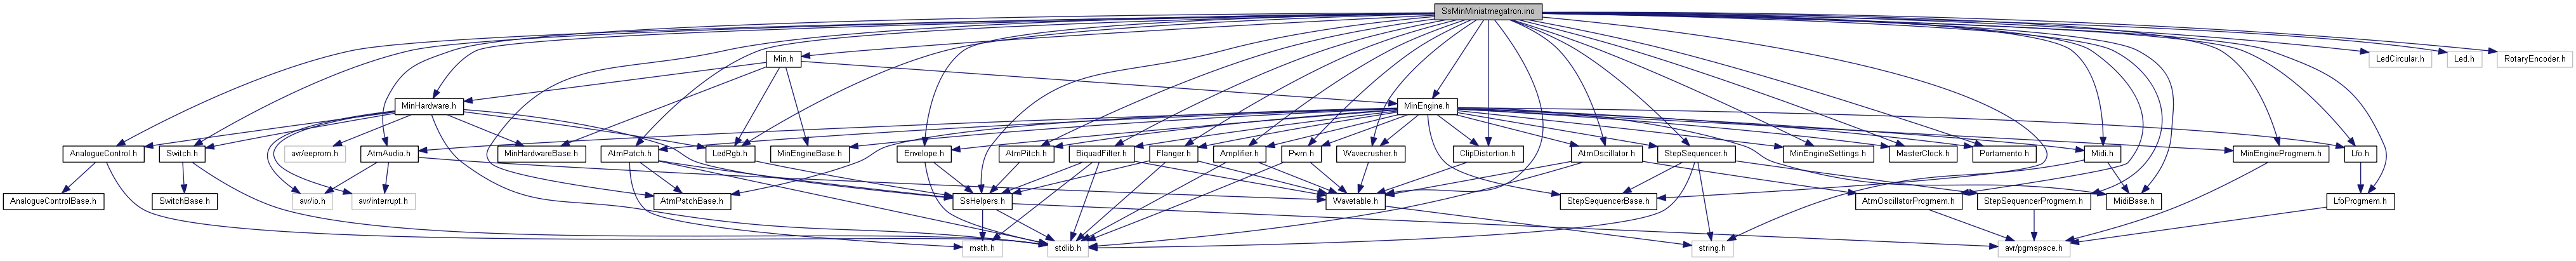 SsMinMiniatmegatron.ino
Min.h
LedCircular.h
Led.h
RotaryEncoder.h
MinHardware.h
MinEngine.h
AnalogueControl.h
Switch.h
avr/eeprom.h
AtmAudio.h
MinHardwareBase.h
AtmPatch.h
LedRgb.h
MinEngineBase.h
Envelope.h
AtmPitch.h
BiquadFilter.h
Flanger.h
Amplifier.h
Pwm.h
Wavecrusher.h
ClipDistortion.h
AtmOscillator.h
StepSequencer.h
MinEngineSettings.h
MasterClock.h
Portamento.h
Midi.h
MinEngineProgmem.h
Lfo.h
AnalogueControlBase.h
SwitchBase.h
avr/io.h
avr/interrupt.h
AtmPatchBase.h
SsHelpers.h
Wavetable.h
StepSequencerBase.h
AtmOscillatorProgmem.h
StepSequencerProgmem.h
MidiBase.h
LfoProgmem.h
math.h
stdlib.h
string.h
avr/pgmspace.h